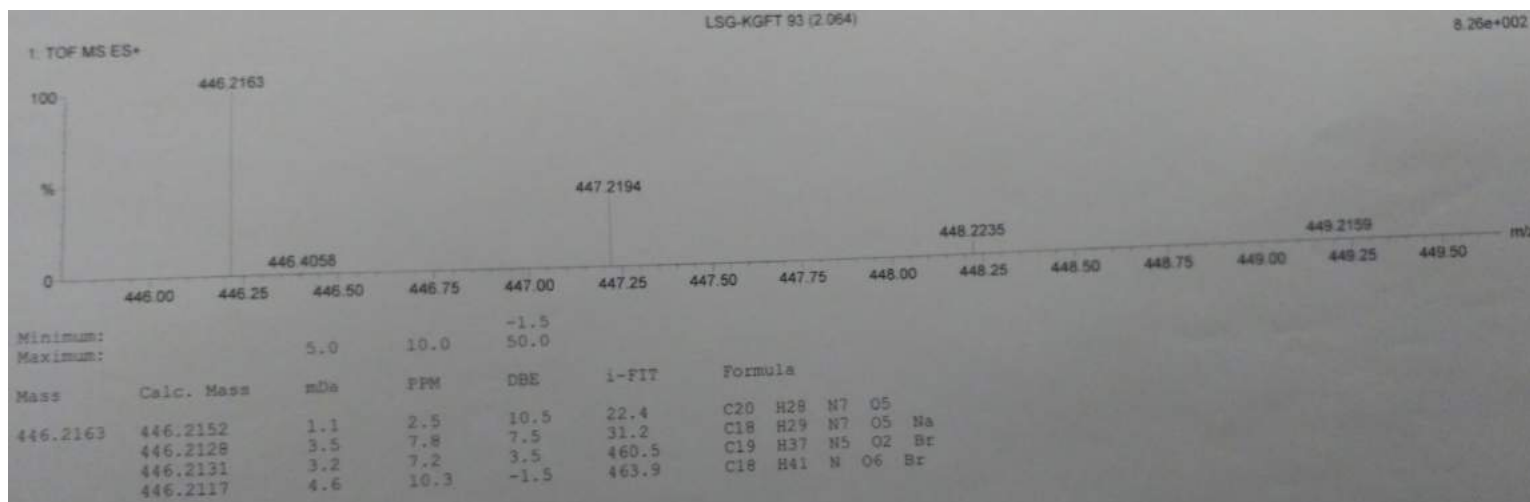 LSG-KGFT 93 (2.064)
8.26e+002
1: TOF MS ES+
446.2163
100
%
447.2194
448.2235
449.2159
446.4058
m/z
0
446.00 446.25 446.50 446.75 447.00 447.25 447.50 447.75 448.00 448.25 448.50 448.75 449.00 449.25 449.50
Minimum: -1.5
Maximum: 5.0 10.0 50.0
Mass Calc. Mass mDa PPM DBE i-FIT Formula
446.2163 446.2152 1.1 2.5 10.5 22.4 C20 H28 N7 O5
446.2128 3.5 7.8 7.5 31.2 C18 H29 N7 O5 Na
446.2131 3.2 7.2 3.5 460.5 C19 H37 N5 O2 Br
446.2117 4.6 10.3 -1.5 463.9 C18 H41 N O6 Br